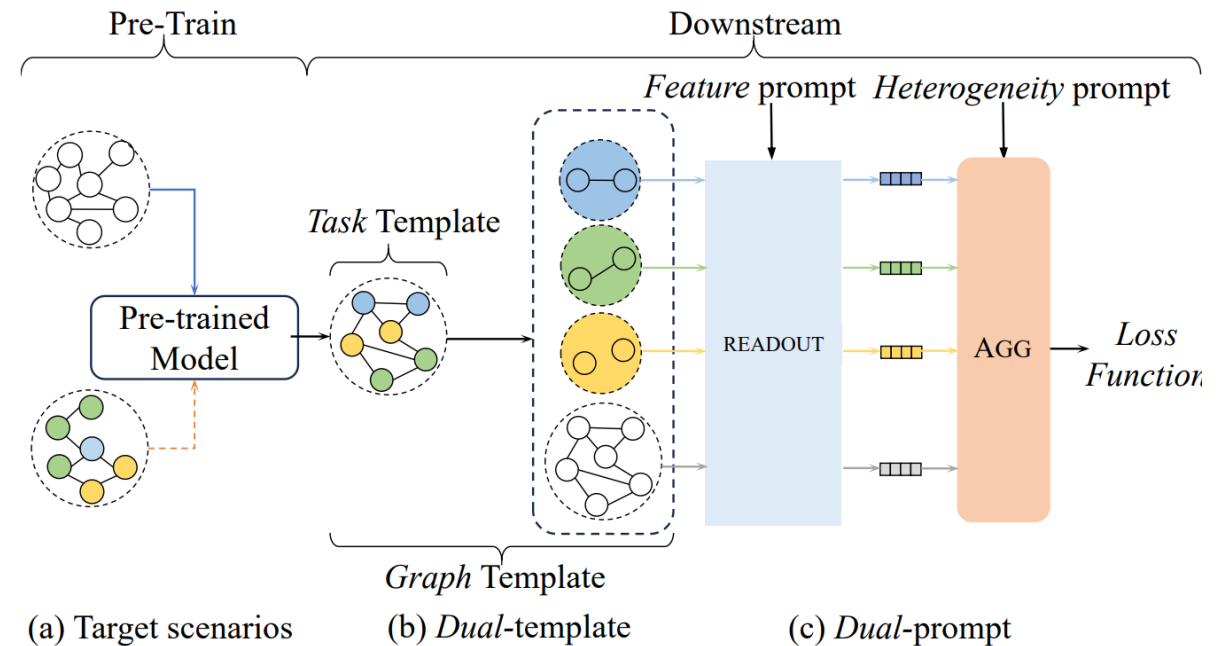 Pre-Train
Downstream
Feature prompt
Heterogeneity prompt
Task Template
Pre-trained
Model
READOUT
AGG
Loss
Function
Graph Template
(a) Target scenarios
(b) Dual-template
(c) Dual-prompt